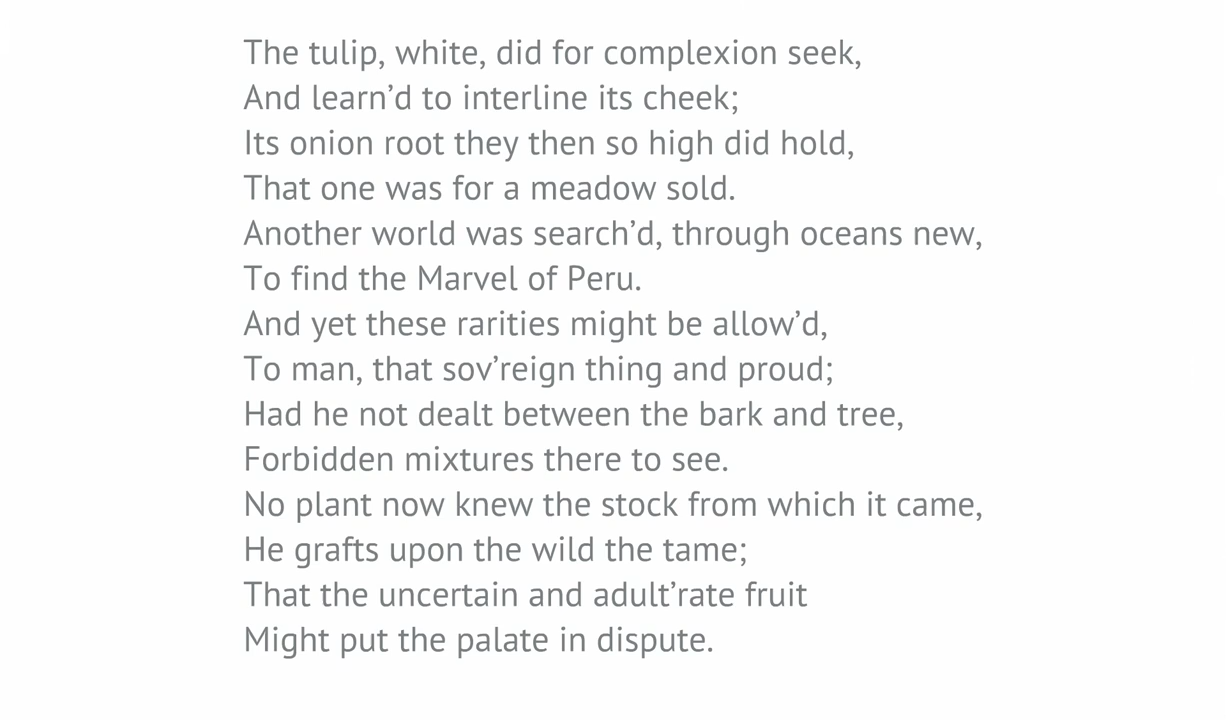 The tulip, white, did for complexion seek,
And learn’d to interline its cheek;
Its onion root they then so high did hold,
That one was for a meadow sold.
Another world was search’d, through oceans new,
To find the Marvel of Peru.
And yet these rarities might be allow’d,
To man, that sov’reign thing and proud;
Had he not dealt between the bark and tree,
Forbidden mixtures there to see.
No plant now knew the stock from which it came,
He grafts upon the wild the tame;
That the uncertain and adult’rate fruit
Might put the palate in dispute.